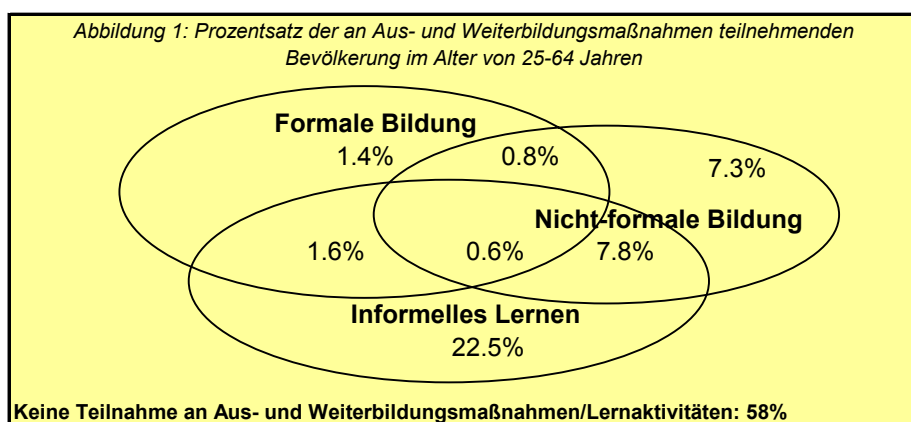 Abbildung 1: Prozentsatz der an Aus- und Weiterbildungsmaßnahmen teilnehmenden
Bevölkerung im Alter von 25-64 Jahren
Formale Bildung
1.4%
0.8%
7.3%
Nicht-formale Bildung
1.6%
0.6%
7.8%
Informelles Lernen
22.5%
Keine Teilnahme an Aus- und Weiterbildungsmaßnahmen/Lernaktivitäten: 58%